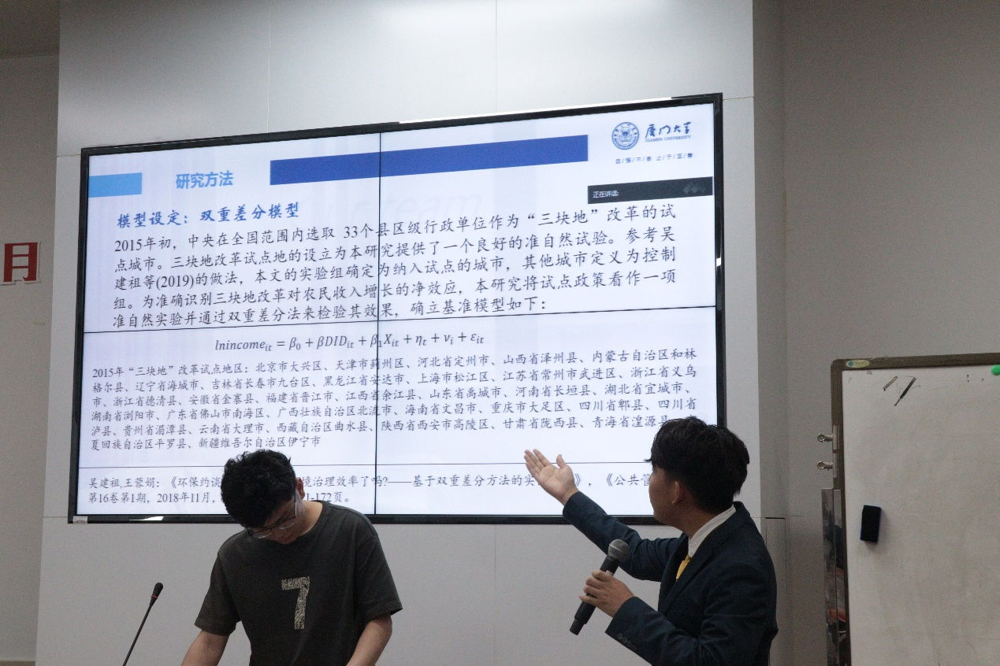 厦门大学
XIAMEN UNIVERSITY
自/强/不/息 止/于/至/善
研究方法
正在讲话:
模型设定：双重差分模型
2015年初，中央在全国范围内选取 33个县区级行政单位作为“三块地”改革的试
点城市。三块地改革试点地的设立为本研究提供了一个良好的准自然试验。参考吴
建祖等(2019)的做法，本文的实验组确定为纳入试点的城市，其他城市定义为控制
组。为准确识别三块地改革对农民收入增长的净效应，本研究将试点政策看作一项
准自然实验并通过双重差分法来检验其效果，确立基准模型如下：
lnincome_it = β_0 + βDID_it + β_1X_it + η_t + ν_i + ε_it
2015年“三块地”改革试点地区：北京市大兴区、天津市蓟州区、河北省定州市、山西省泽州县、内蒙古自治区和林
格尔县、辽宁省海城市、吉林省长春市九台区、黑龙江省安达市、上海市松江区、江苏省常州市武进区、浙江省义乌
市、浙江省德清县、安徽省金寨县、福建省晋江市、江西省余江县、山东省禹城市、河南省长垣县、湖北省宜城市、
湖南省浏阳市、广东省佛山市南海区、广西壮族自治区北流市、海南省文昌市、重庆市大足区、四川省郫县、四川省
泸县、贵州省湄潭县、云南省大理市、西藏自治区曲水县、陕西省西安市高陵区、甘肃省陇西县、青海省湟源县
夏回族自治区平罗县、新疆维吾尔自治区伊宁市
吴建祖,王蓉娟：《环保约谈 境治理效率了吗?——基于双重差分方法的实 》，《公共管
第16卷第1期，2018年11月， 1-172页。
7